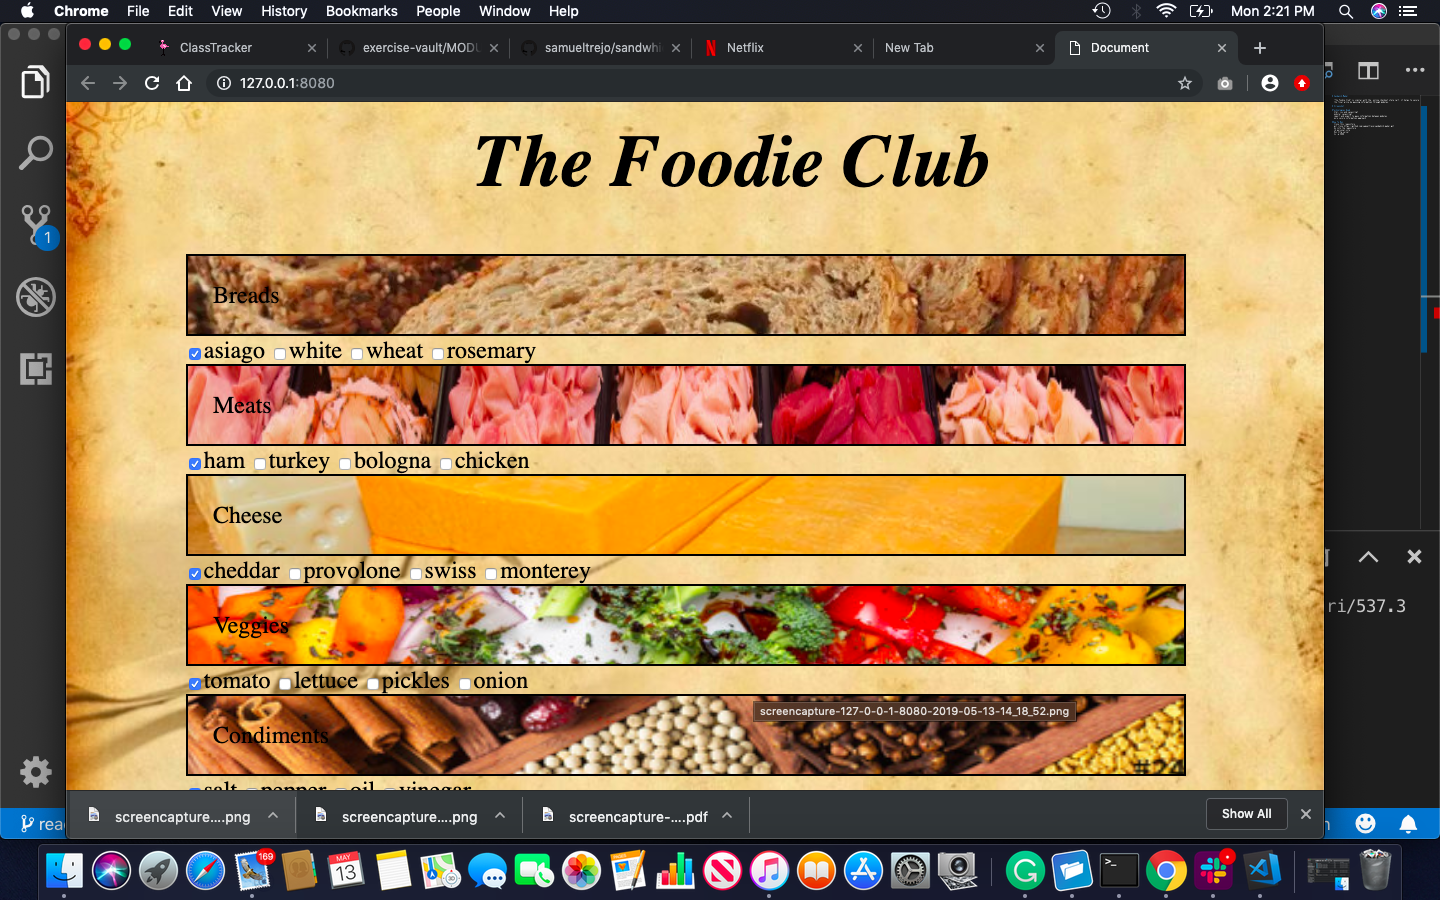 Chrome File Edit View History Bookmarks People Window Help Mon 2:21 PM
ClassTracker exercise-vault/MODU samueltrejo/sandwhi Netflix New Tab Document
127.0.0.1:8080
The Foodie Club
Breads
asiago white wheat rosemary
Meats
ham turkey bologna chicken
Cheese
cheddar provolone swiss monterey
ri/537.3
Veggies
tomato lettuce pickles onion
screencapture-127-0-0-1-8080-2019-05-13-14_18_52.png
Condiments
salt pepper oil vinegar
1
screencapture....png screencapture....png screencapture-....pdf Show All
rea
169
MAY
13